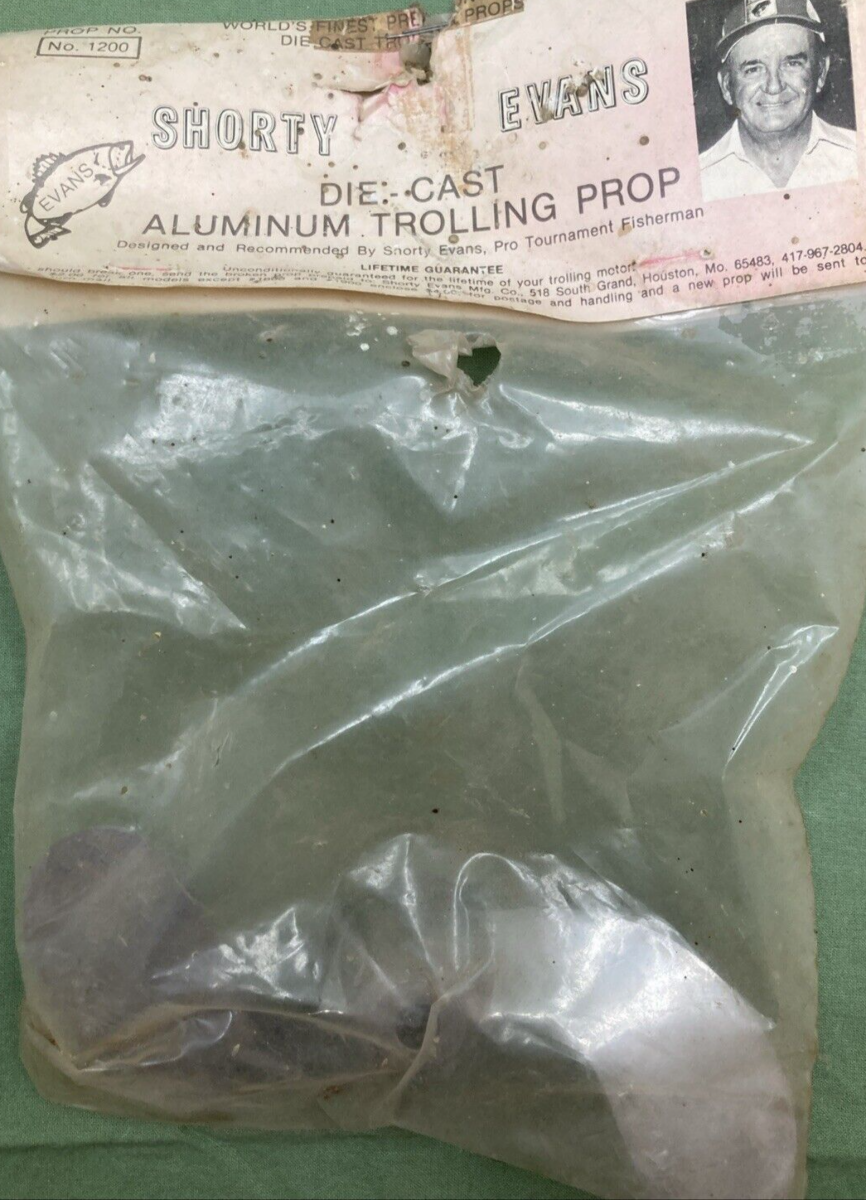 PROP NO.
No. 1200
WORLD'S FINEST PRE PROPS
DIE CAST
SHORTY EVANS
EVANS
DIE-CAST
ALUMINUM TROLLING PROP
Designed and Recommended By Shorty Evans, Pro Tournament Fisherman
LIFETIME GUARANTEE
Unconditionally guaranteed for the lifetime of your trolling motor.
Shorty Evans Mfg. Co., 518 South Grand, Houston, Mo. 65483, 417-967-2804.
postage and handling and a new prop will be sent to